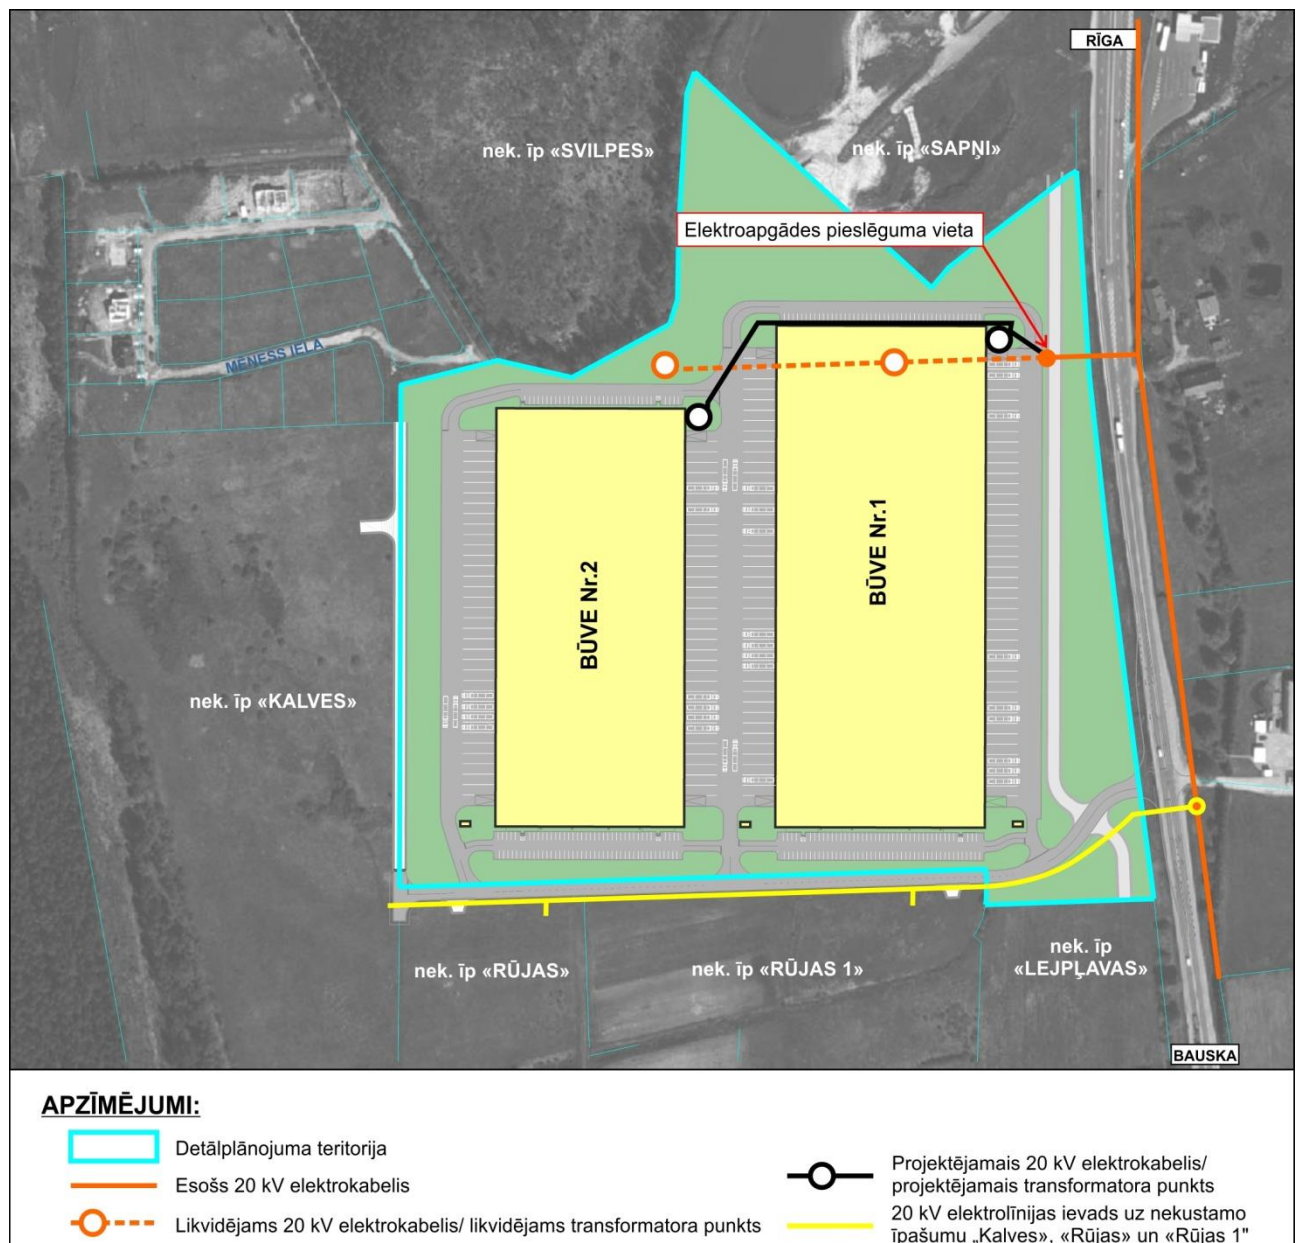 RĪGA
nek. īp «SVILPES»
nek. īp «SAPŅI»
Elektroapgādes pieslēguma vieta
MĒNESS IELA
BŪVE Nr.1
BŪVE Nr.2
nek. īp «KALVES»
nek. īp «RŪJAS»
nek. īp «RŪJAS 1»
nek. īp
«LEJPĻAVAS»
BAUSKA
APZĪMĒJUMI:
Detālplānojuma teritorija
Esošs 20 kV elektrokabelis
Likvidējams 20 kV elektrokabelis/ likvidējams transformatora punkts
Projektējamais 20 kV elektrokabelis/
projektējamais transformatora punkts
20 kV elektrolīnijas ievads uz nekustamo
īpašumu „Kalves», «Rūjas» un «Rūjas 1"